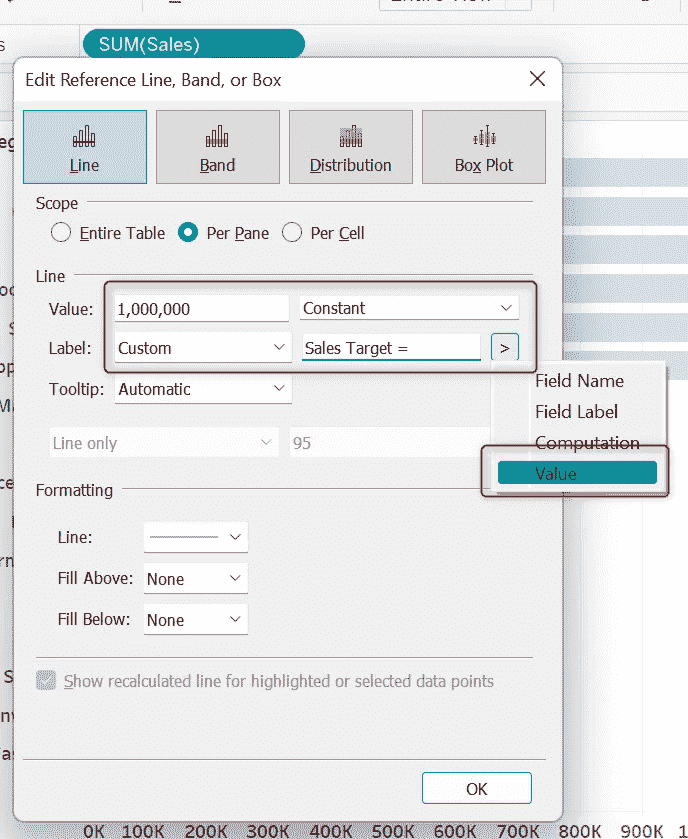 SUM(Sales)
Edit Reference Line, Band, or Box
Line Band Distribution Box Plot
Scope
Entire Table Per Pane Per Cell
Line
Value: 1,000,000 Constant
Label: Custom Sales Target = >
Tooltip: Automatic
Field Name
Field Label
Computation
Value
Line only 95
Formatting
Line:
Fill Above: None
Fill Below: None
Show recalculated line for highlighted or selected data points
OK
0K 100K 200K 300K 400K 500K 600K 700K 800K 900K